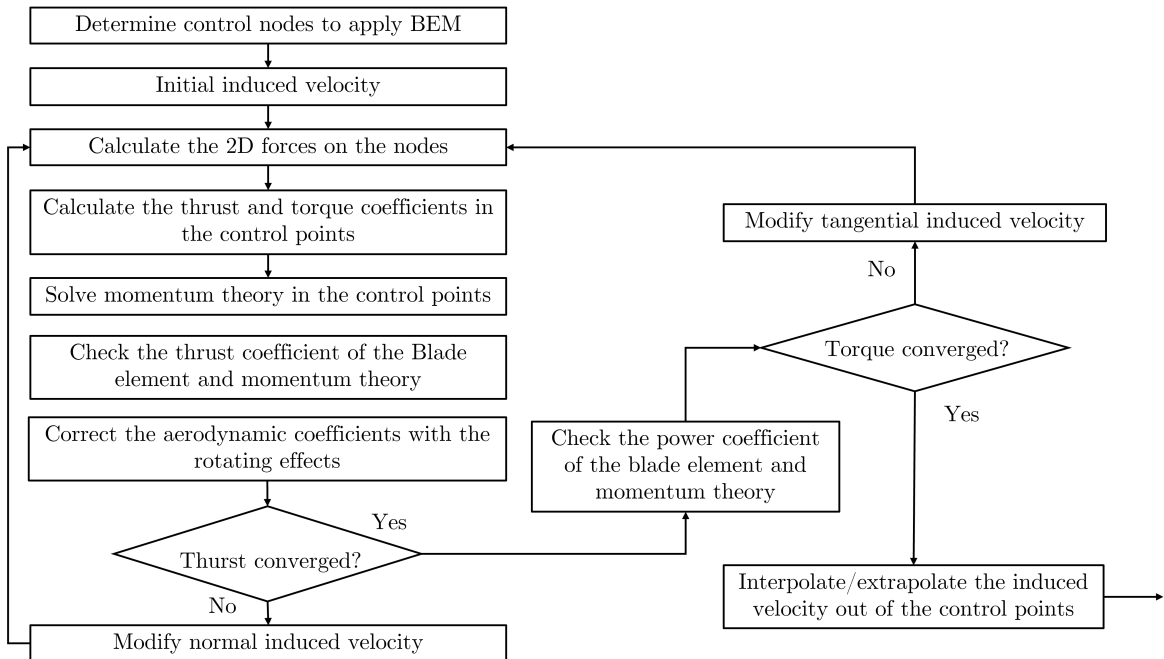 Determine control nodes to apply BEM
Initial induced velocity
Calculate the 2D forces on the nodes
Calculate the thrust and torque coefficients in
the control points
Solve momentum theory in the control points
Check the thrust coefficient of the Blade
element and momentum theory
Correct the aerodynamic coefficients with the
rotating effects
Yes
Thurst converged?
No
Modify normal induced velocity
Check the power coefficient
of the blade element and
momentum theory
Modify tangential induced velocity
No
Torque converged?
Yes
Interpolate/extrapolate the induced
velocity out of the control points